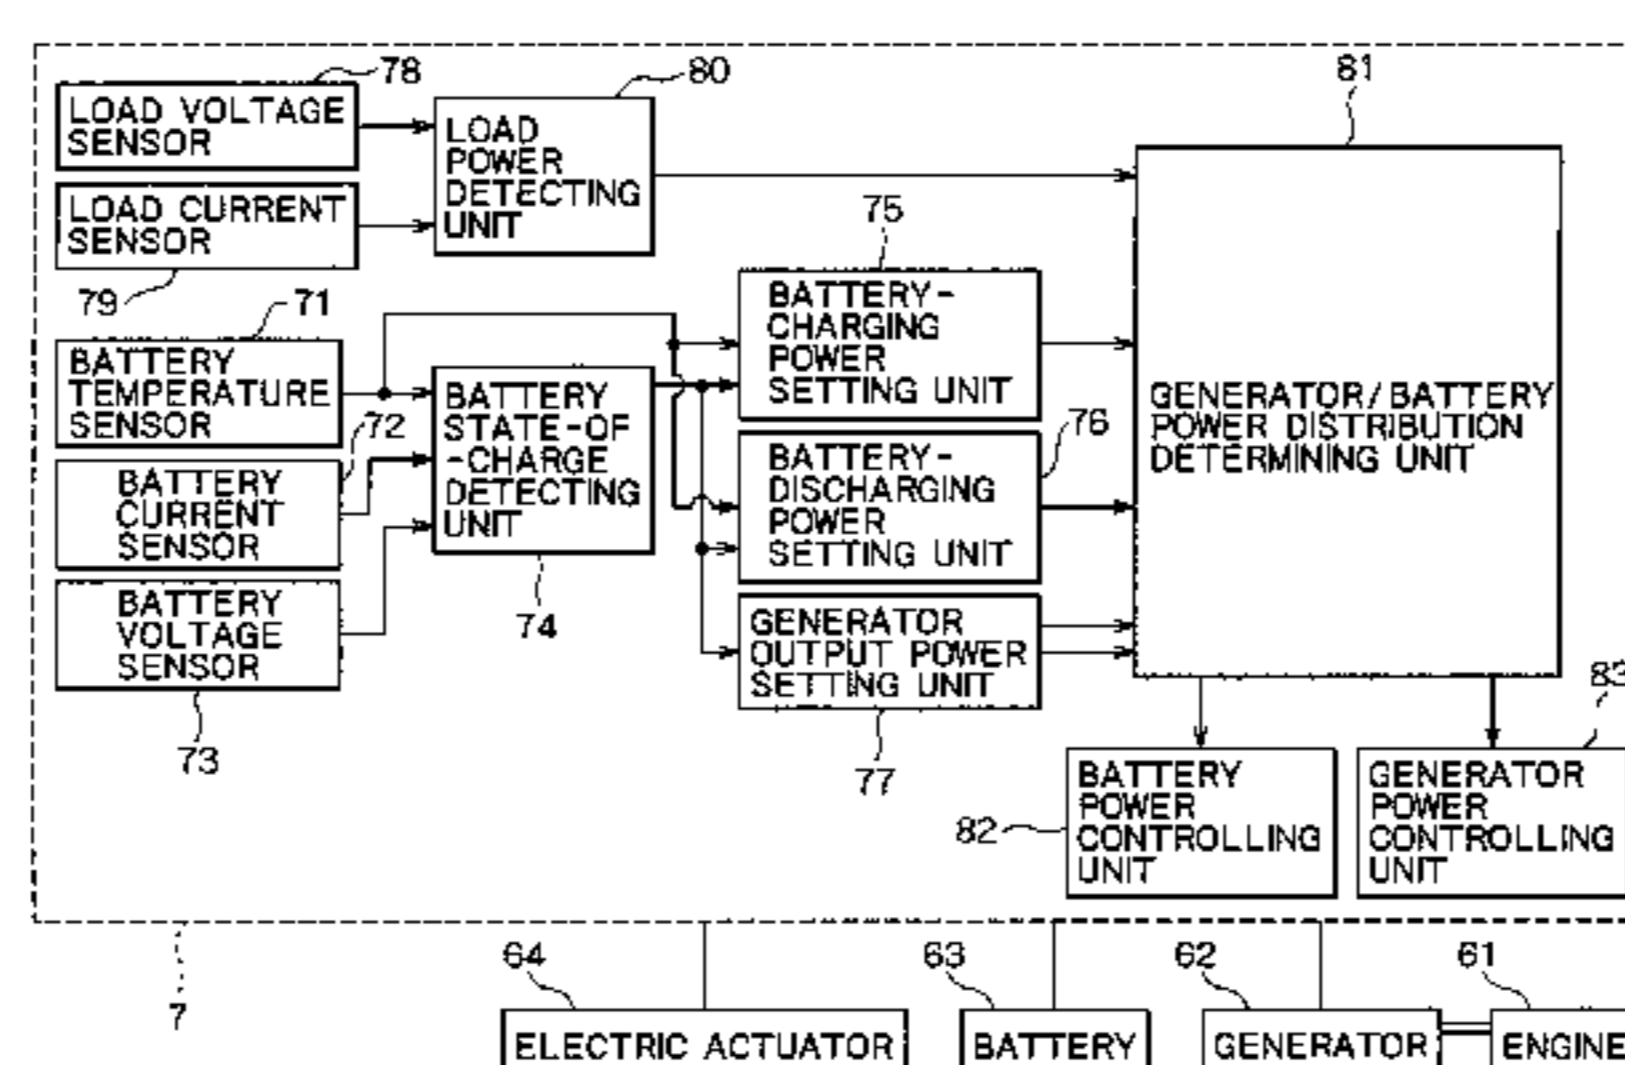 78
80
81
LOAD VOLTAGE
SENSOR
LOAD
POWER
DETECTING
UNIT
LOAD CURRENT
SENSOR
79
71
75
BATTERY
TEMPERATURE
SENSOR
72
BATTERY
STATE-OF
-CHARGE
DETECTING
UNIT
BATTERY-
CHARGING
POWER
SETTING UNIT
76
GENERATOR/BATTERY
POWER DISTRIBUTION
DETERMINING UNIT
BATTERY
CURRENT
SENSOR
BATTERY-
DISCHARGING
POWER
SETTING UNIT
BATTERY
VOLTAGE
SENSOR
74
GENERATOR
OUTPUT POWER
SETTING UNIT
73
77
83
82
BATTERY
POWER
CONTROLLING
UNIT
GENERATOR
POWER
CONTROLLING
UNIT
7
64
63
62
61
ELECTRIC ACTUATOR
BATTERY
GENERATOR
ENGINE